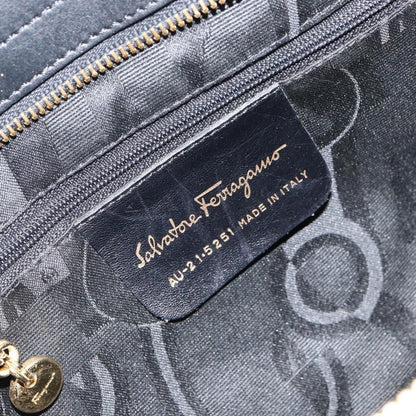 Salvatore Ferragamo
AU-21-5251 MADE IN ITALY